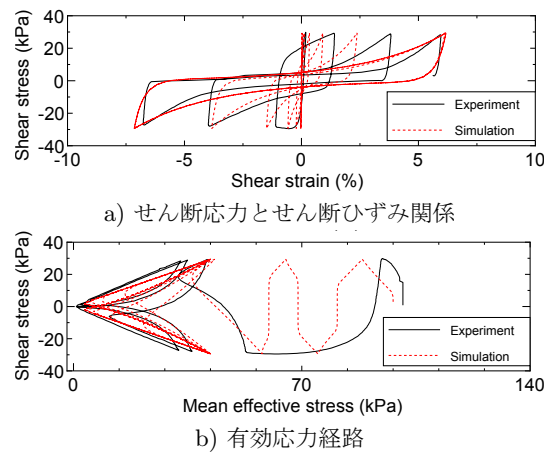 Shear stress (kPa)
40
20
0
-20
-40
Experiment
Simulation
-10
-5
0
5
10
Shear strain (%)
a) せん断応力とせん断ひずみ関係
Shear stress (kPa)
40
20
0
-20
-40
Experiment
Simulation
0
70
140
Mean effective stress (kPa)
b) 有効応力経路